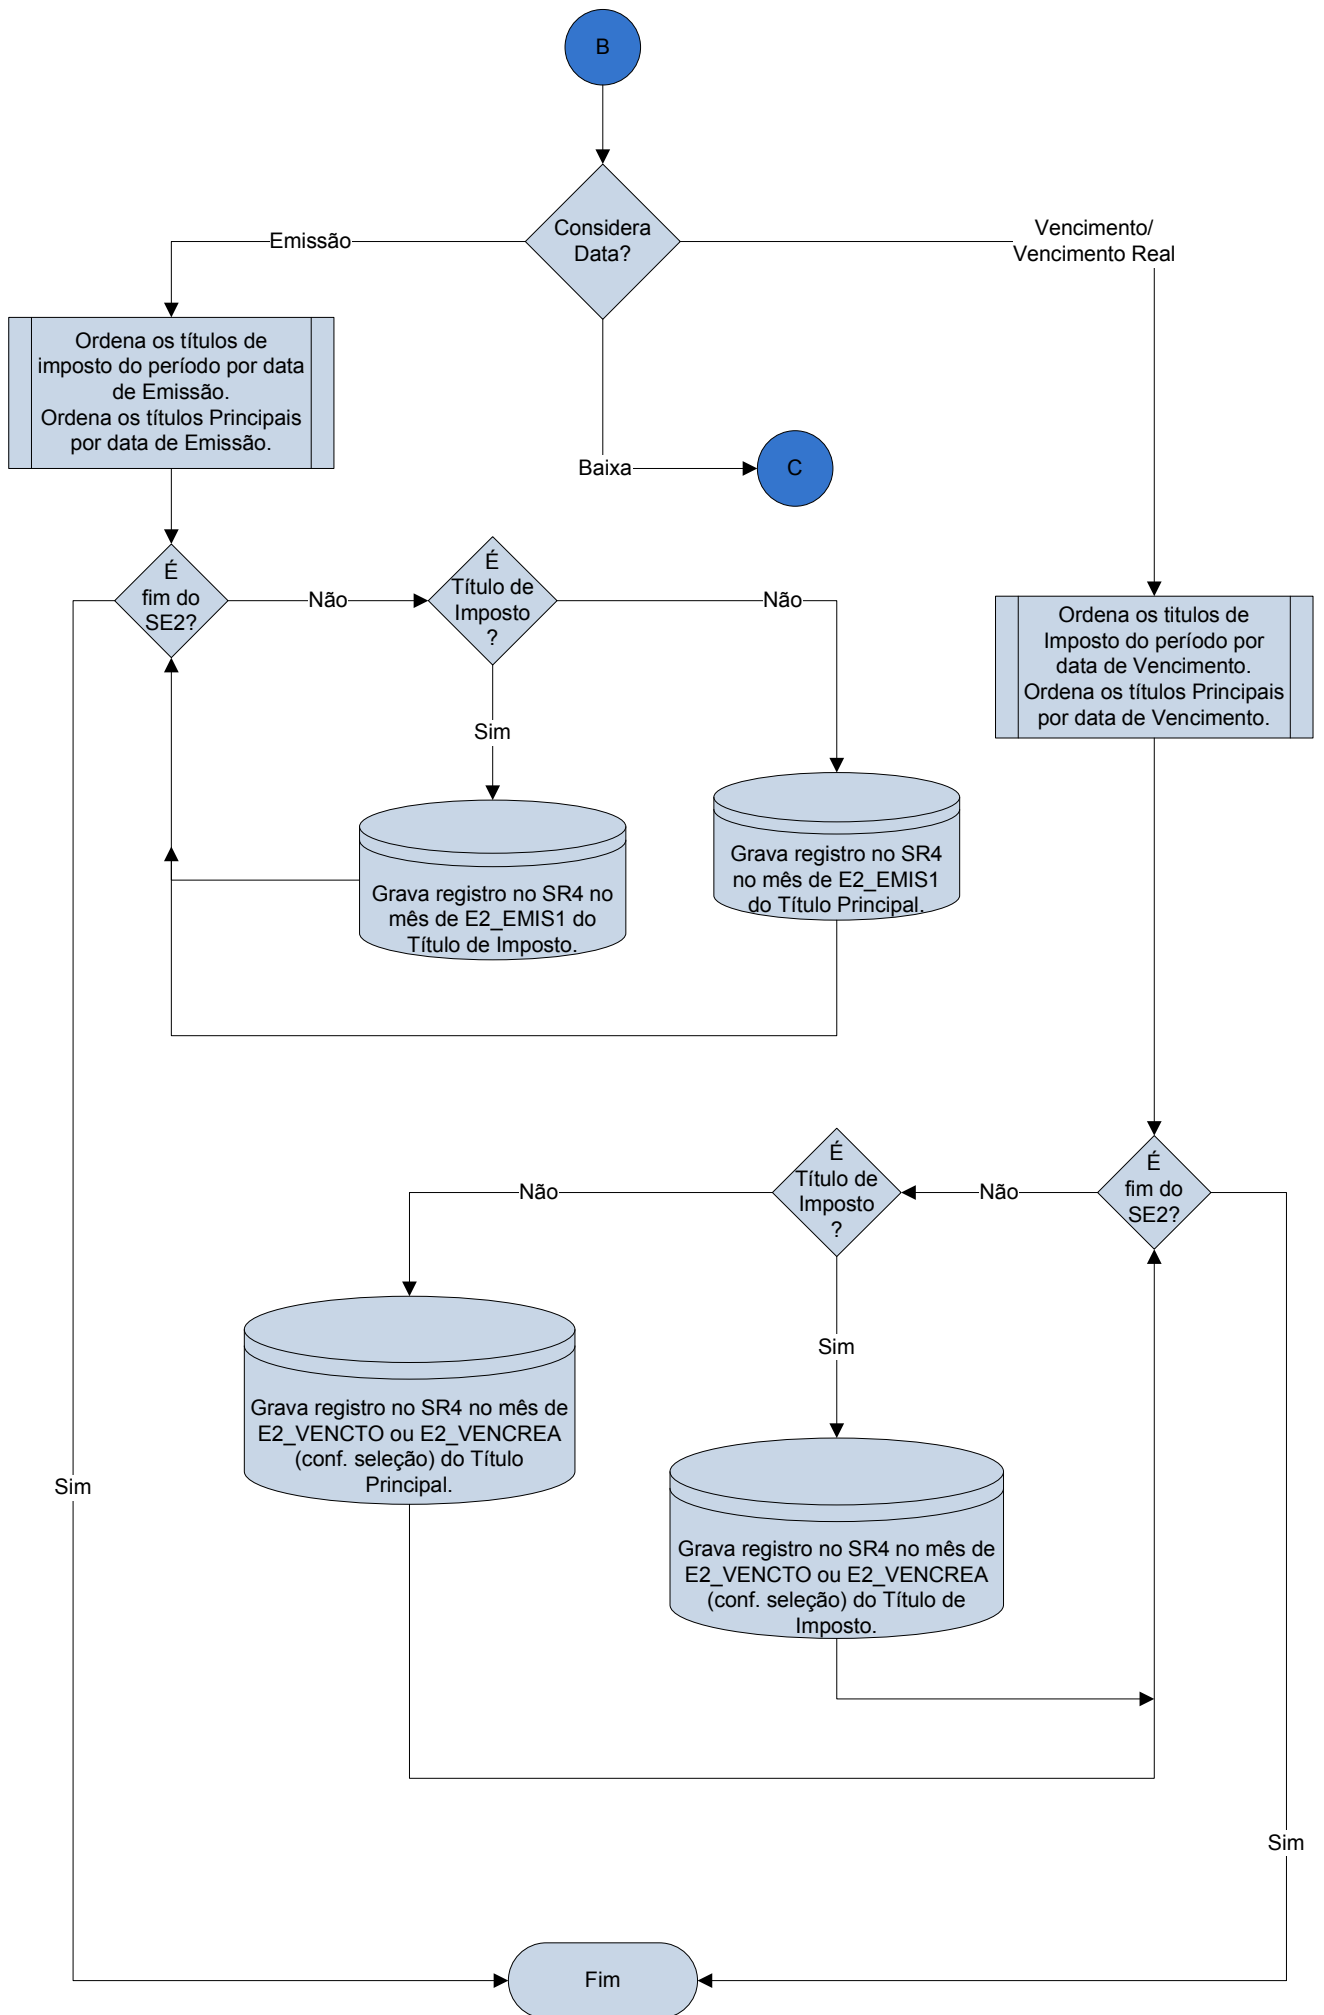 B
Considera
Data?
Emissão
Vencimento/
Vencimento Real
Ordena os títulos de
imposto do período por data
de Emissão.
Ordena os títulos Principais
por data de Emissão.
Baixa
C
É
fim do
SE2?
Não
É
Título de
Imposto
?
Não
Ordena os titulos de
Imposto do período por
data de Vencimento.
Ordena os títulos Principais
por data de Vencimento.
Sim
Grava registro no SR4 no
mês de E2_EMIS1 do
Título de Imposto.
Grava registro no SR4
no mês de E2_EMIS1
do Título Principal.
É
Título de
Imposto
?
Não
É
fim do
SE2?
Não
Sim
Grava registro no SR4 no mês de
E2_VENCTO ou E2_VENCREA
(conf. seleção) do Título
Principal.
Sim
Grava registro no SR4 no mês de
E2_VENCTO ou E2_VENCREA
(conf. seleção) do Título de
Imposto.
Sim
Fim